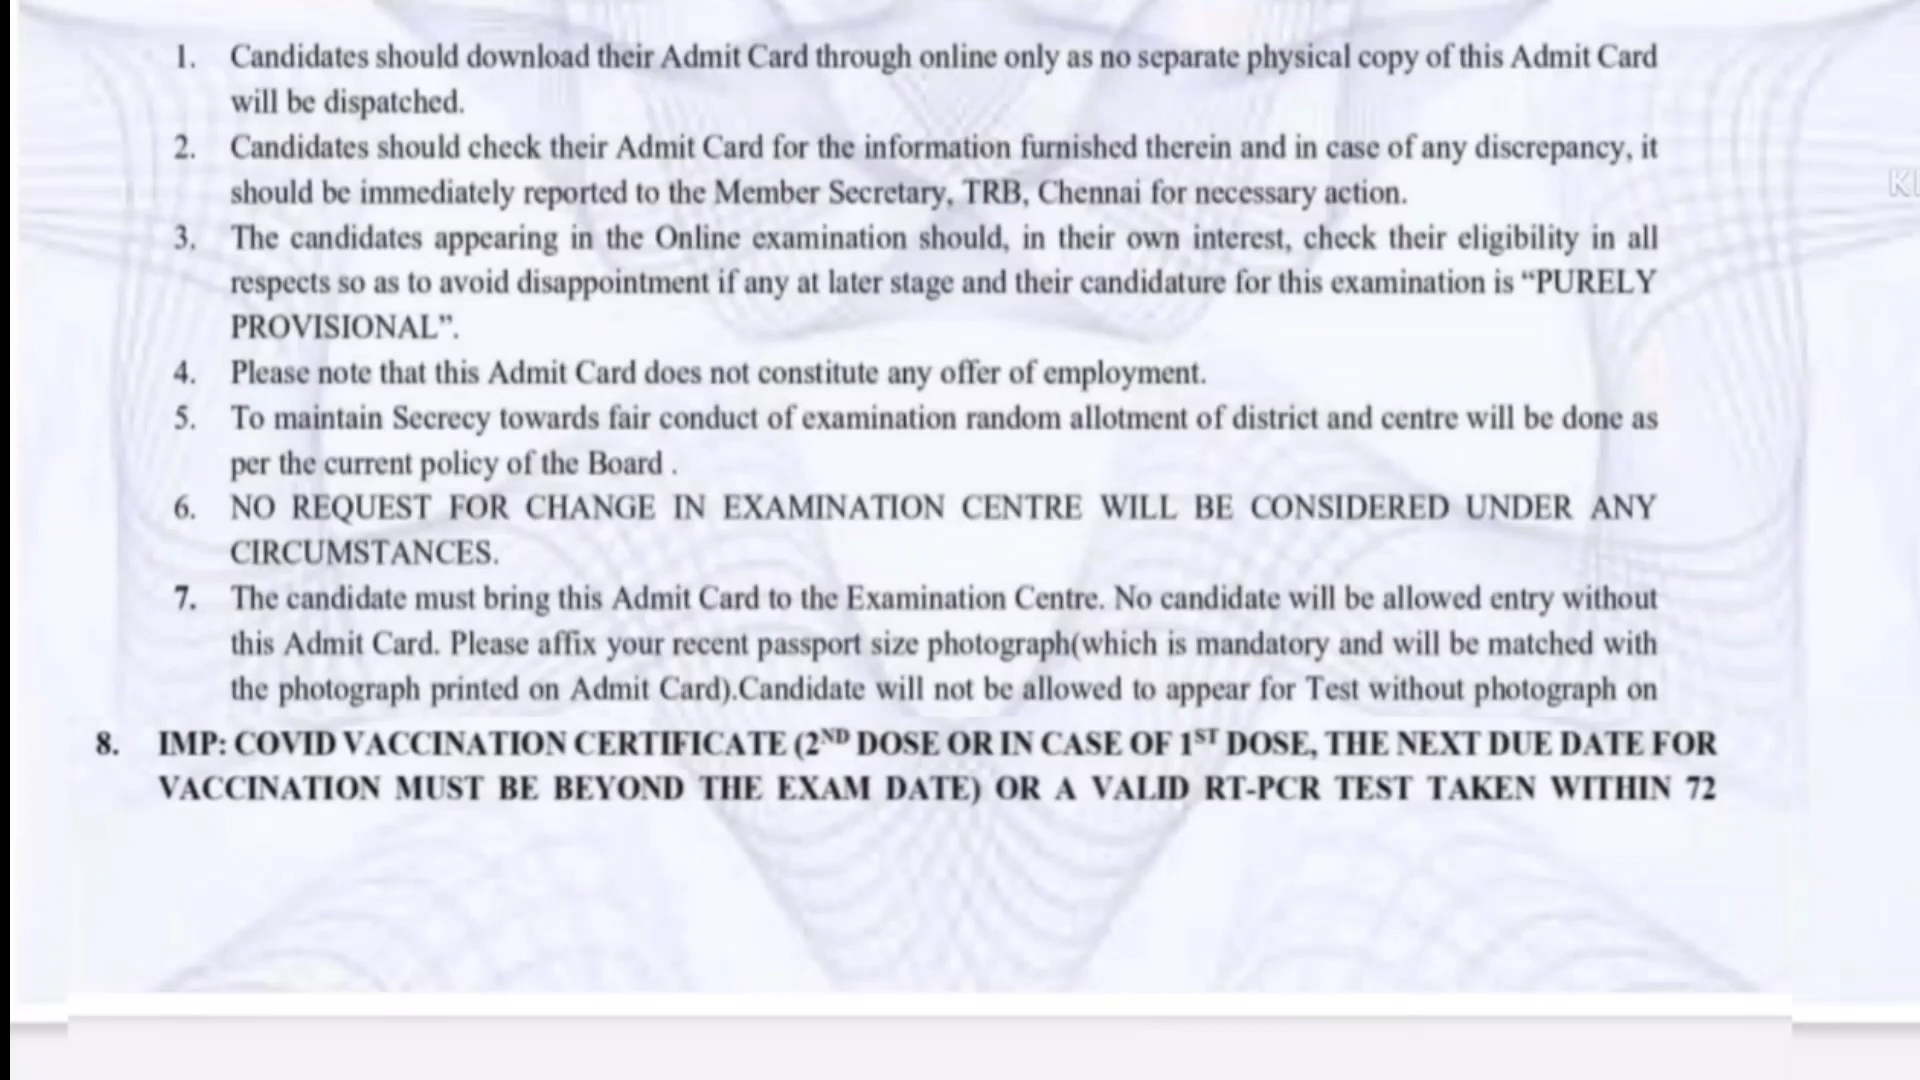 1. Candidates should download their Admit Card through online only as no separate physical copy of this Admit Card
will be dispatched.
2. Candidates should check their Admit Card for the information furnished therein and in case of any discrepancy, it
should be immediately reported to the Member Secretary, TRB, Chennai for necessary action.
3. The candidates appearing in the Online examination should, in their own interest, check their eligibility in all
respects so as to avoid disappointment if any at later stage and their candidature for this examination is “PURELY
PROVISIONAL”.
4. Please note that this Admit Card does not constitute any offer of employment.
5. To maintain Secrecy towards fair conduct of examination random allotment of district and centre will be done as
per the current policy of the Board .
6. NO REQUEST FOR CHANGE IN EXAMINATION CENTRE WILL BE CONSIDERED UNDER ANY
CIRCUMSTANCES.
7. The candidate must bring this Admit Card to the Examination Centre. No candidate will be allowed entry without
this Admit Card. Please affix your recent passport size photograph(which is mandatory and will be matched with
the photograph printed on Admit Card).Candidate will not be allowed to appear for Test without photograph on
8. IMP: COVID VACCINATION CERTIFICATE (2ND DOSE OR IN CASE OF 1ST DOSE, THE NEXT DUE DATE FOR
VACCINATION MUST BE BEYOND THE EXAM DATE) OR A VALID RT-PCR TEST TAKEN WITHIN 72